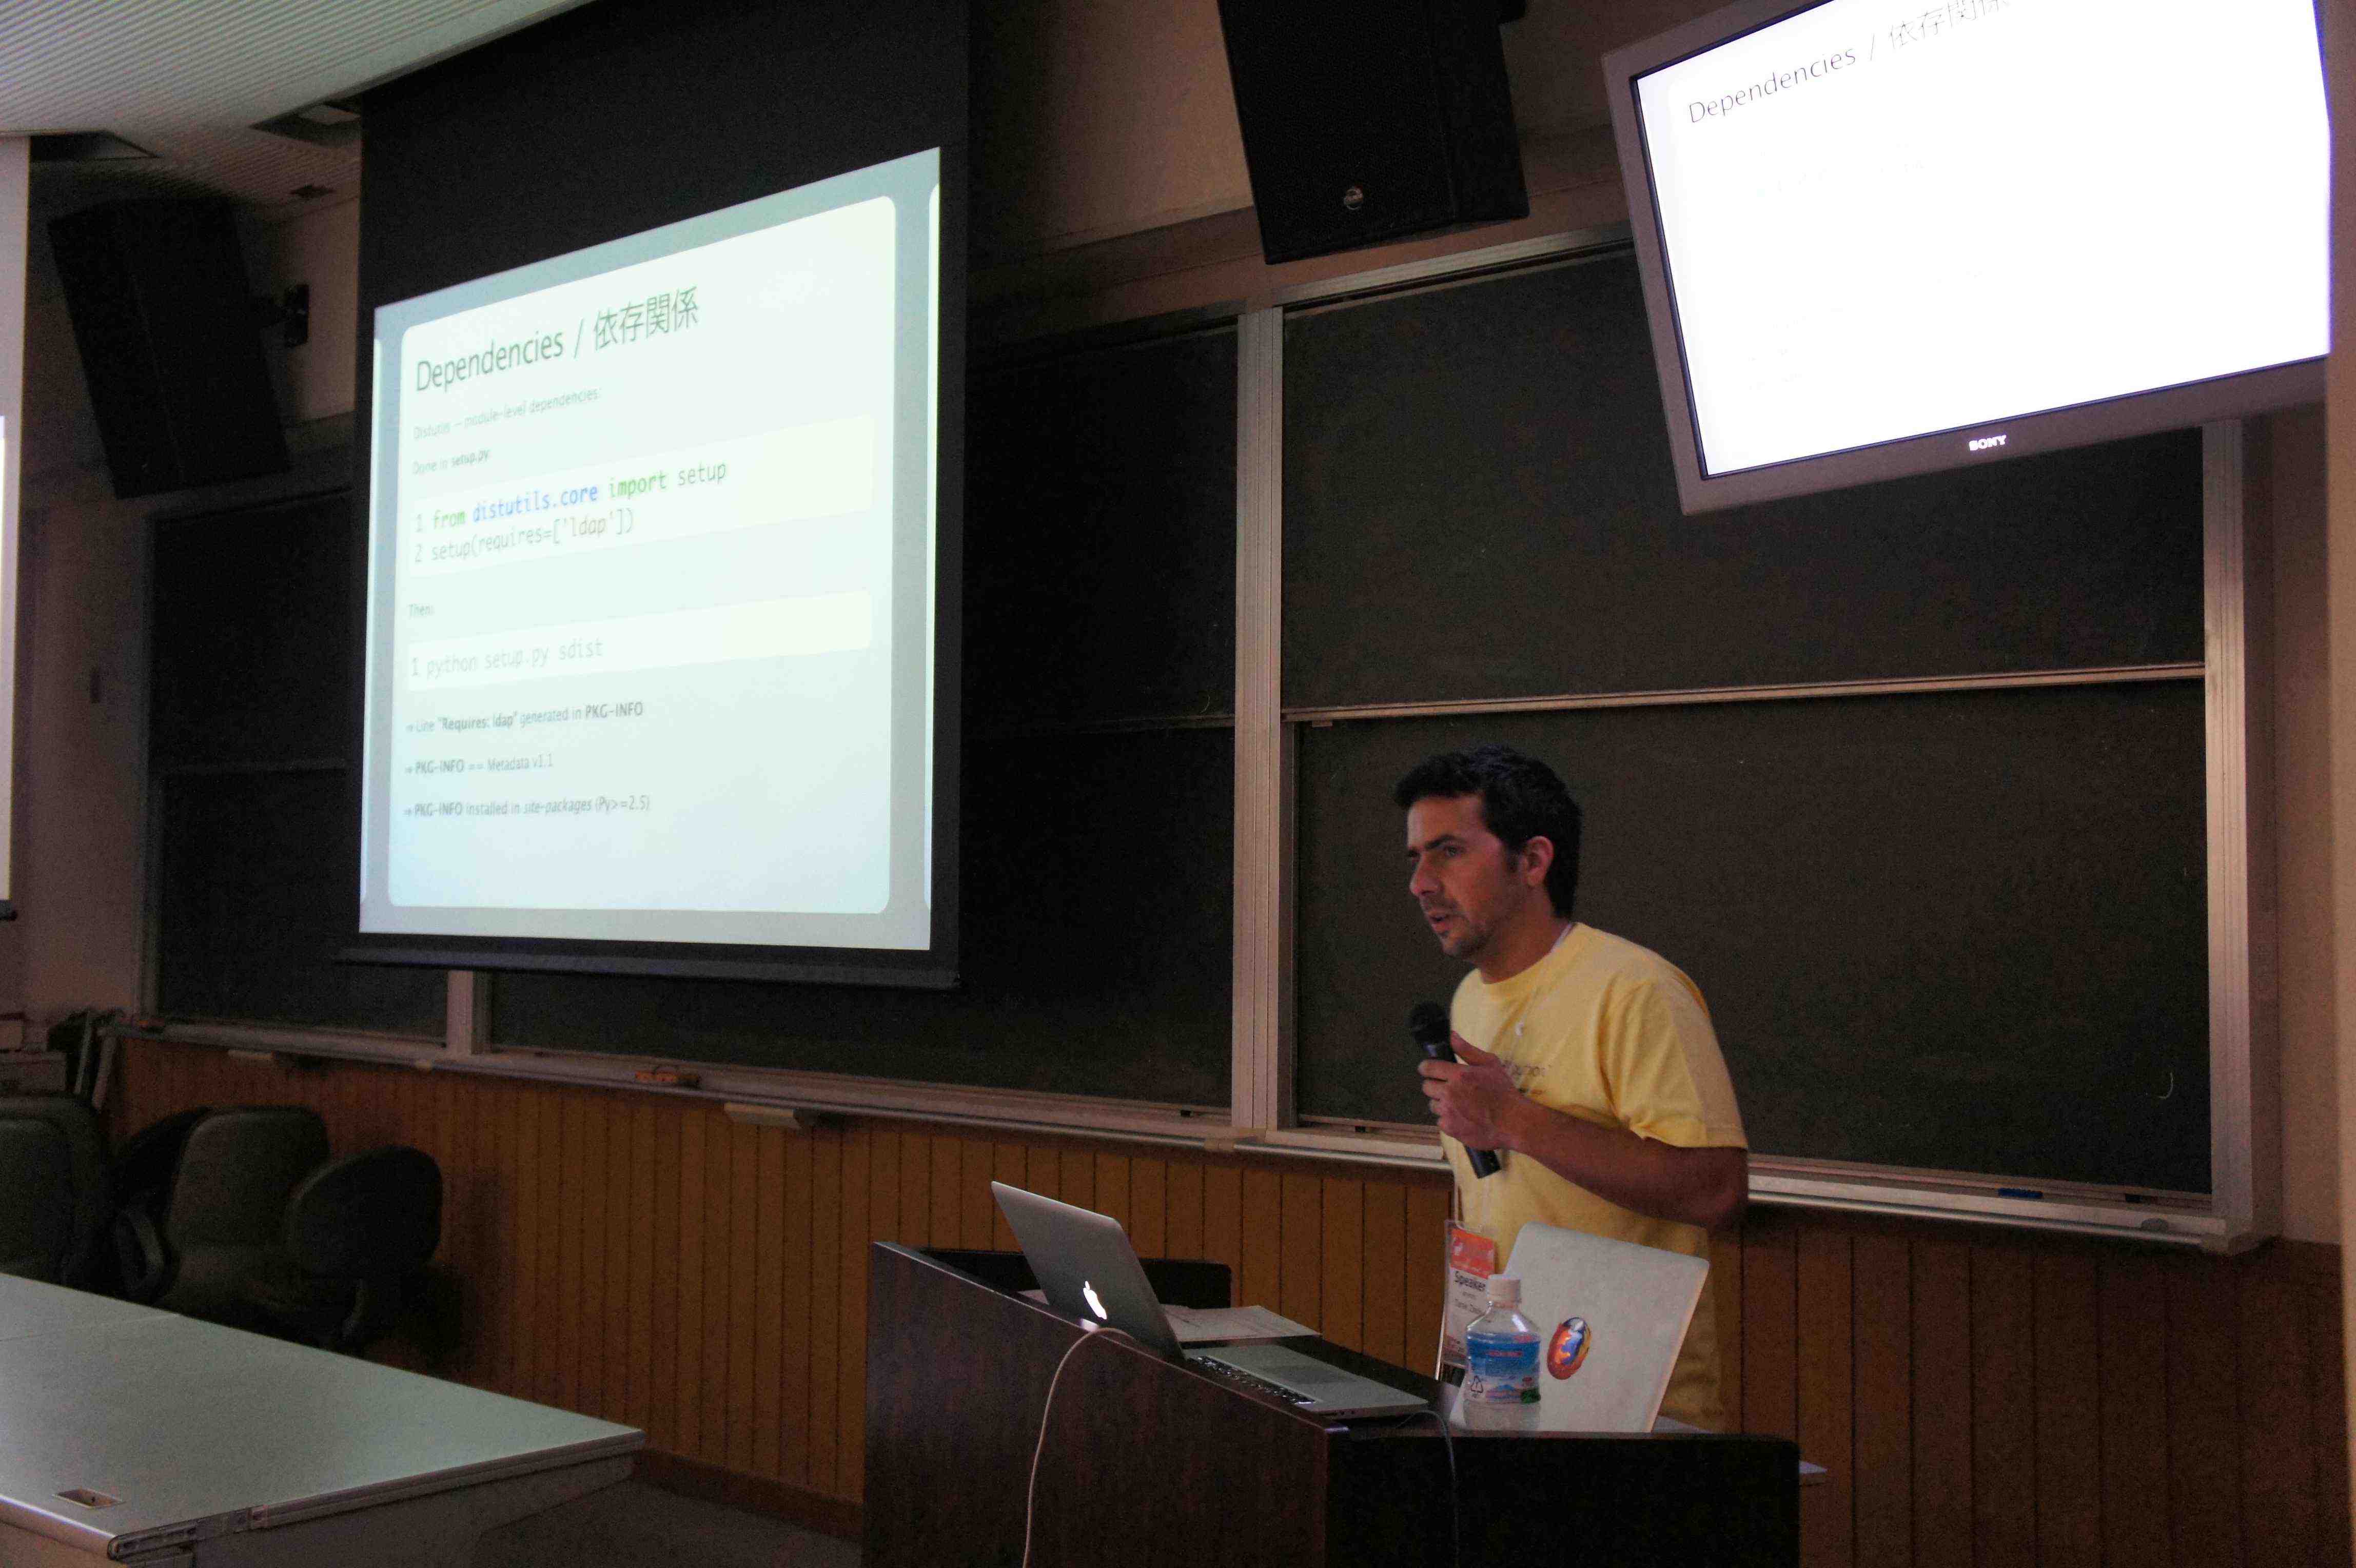 Dependencies / 依存関係
Distutils – module-level dependencies:
Done in setup.py:
1 from distutils.core import setup
2 setup(requires=['ldap'])
Then:
1 python setup.py sdist
⇒ Line "Requires: ldap" generated in PKG-INFO
⇒ PKG-INFO == Metadata v1.1
⇒ PKG-INFO installed in site-packages (Py>=2.5)
Dependencies / 依存関係
SONY
Speaker